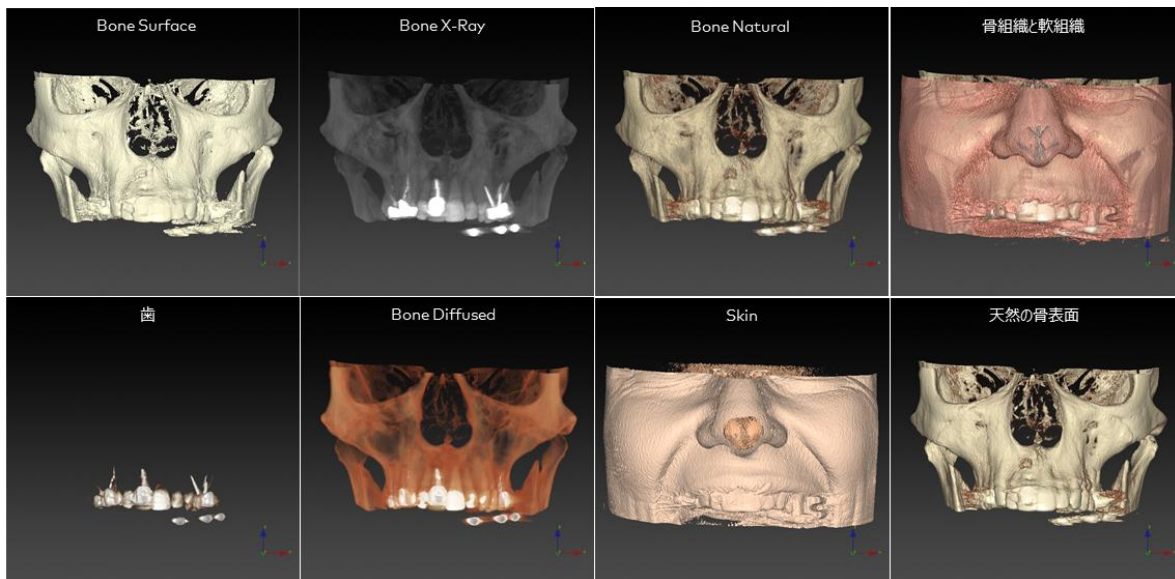 Bone Surface
Bone X-Ray
Bone Natural
骨組織と軟組織
歯
Bone Diffused
Skin
天然の骨表面